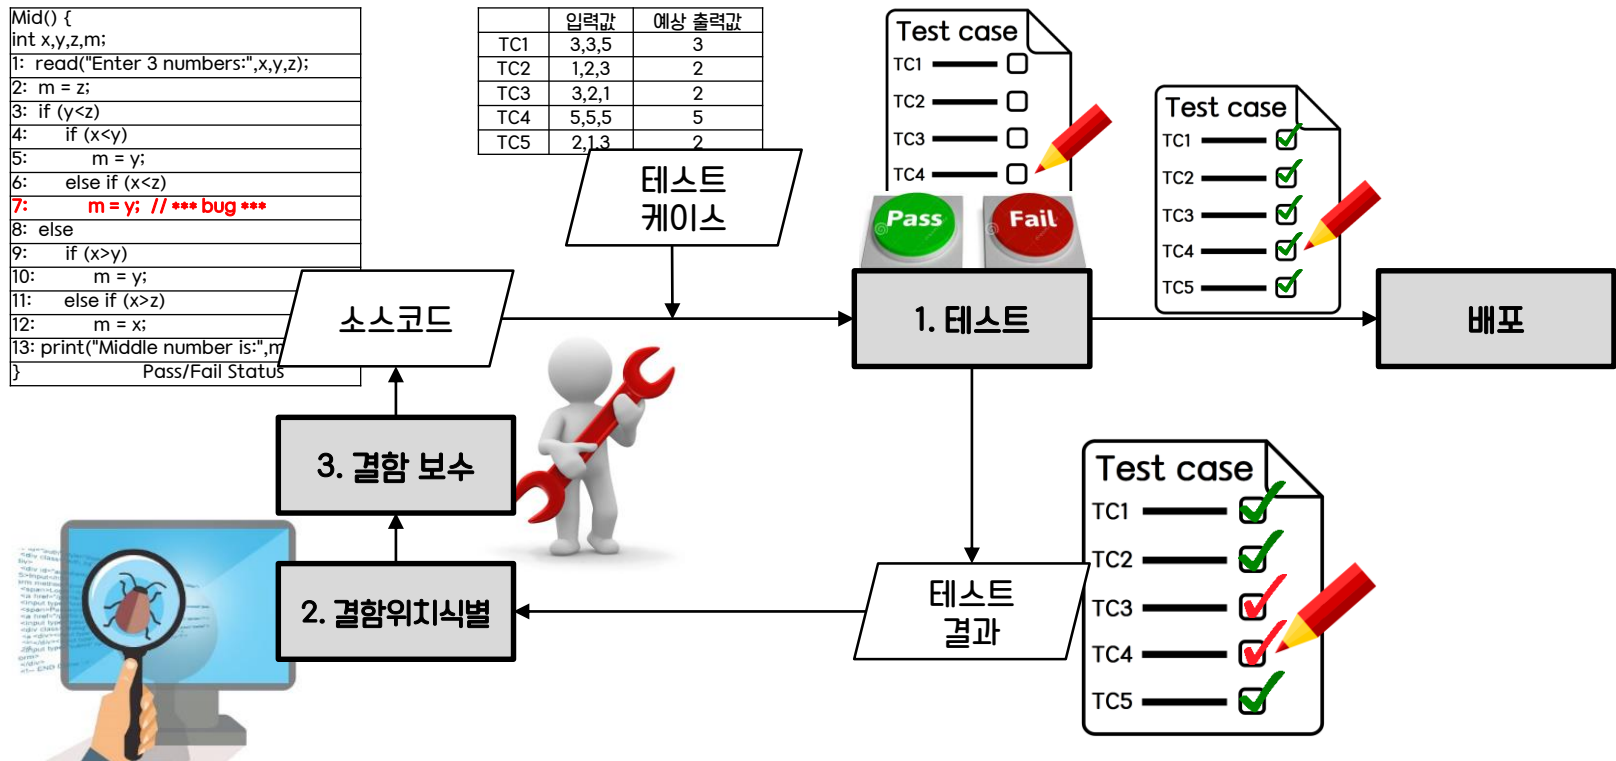 Mid() {
int x,y,z,m;
1: read("Enter 3 numbers:",x,y,z);
2: m = z;
3: if (y<z)
4: if (x<y)
5: m = y;
6: else if (x<z)
7: m = y; // *** bug ***
8: else
9: if (x>y)
10: m = y;
11: else if (x>z)
12: m = x;
13: print("Middle number is:",m
} Pass/Fail Status
입력값 예상 출력값
TC1 3,3,5 3
TC2 1,2,3 2
TC3 3,2,1 2
TC4 5,5,5 5
TC5 2,1,3 2
테스트
케이스
Test case
TC1
TC2
TC3
TC4
Pass
Fail
Test case
TC1
TC2
TC3
TC4
TC5
소스코드
1. 테스트
배포
3. 결함 보수
2. 결함위치식별
테스트
결과
Test case
TC1
TC2
TC3
TC4
TC5